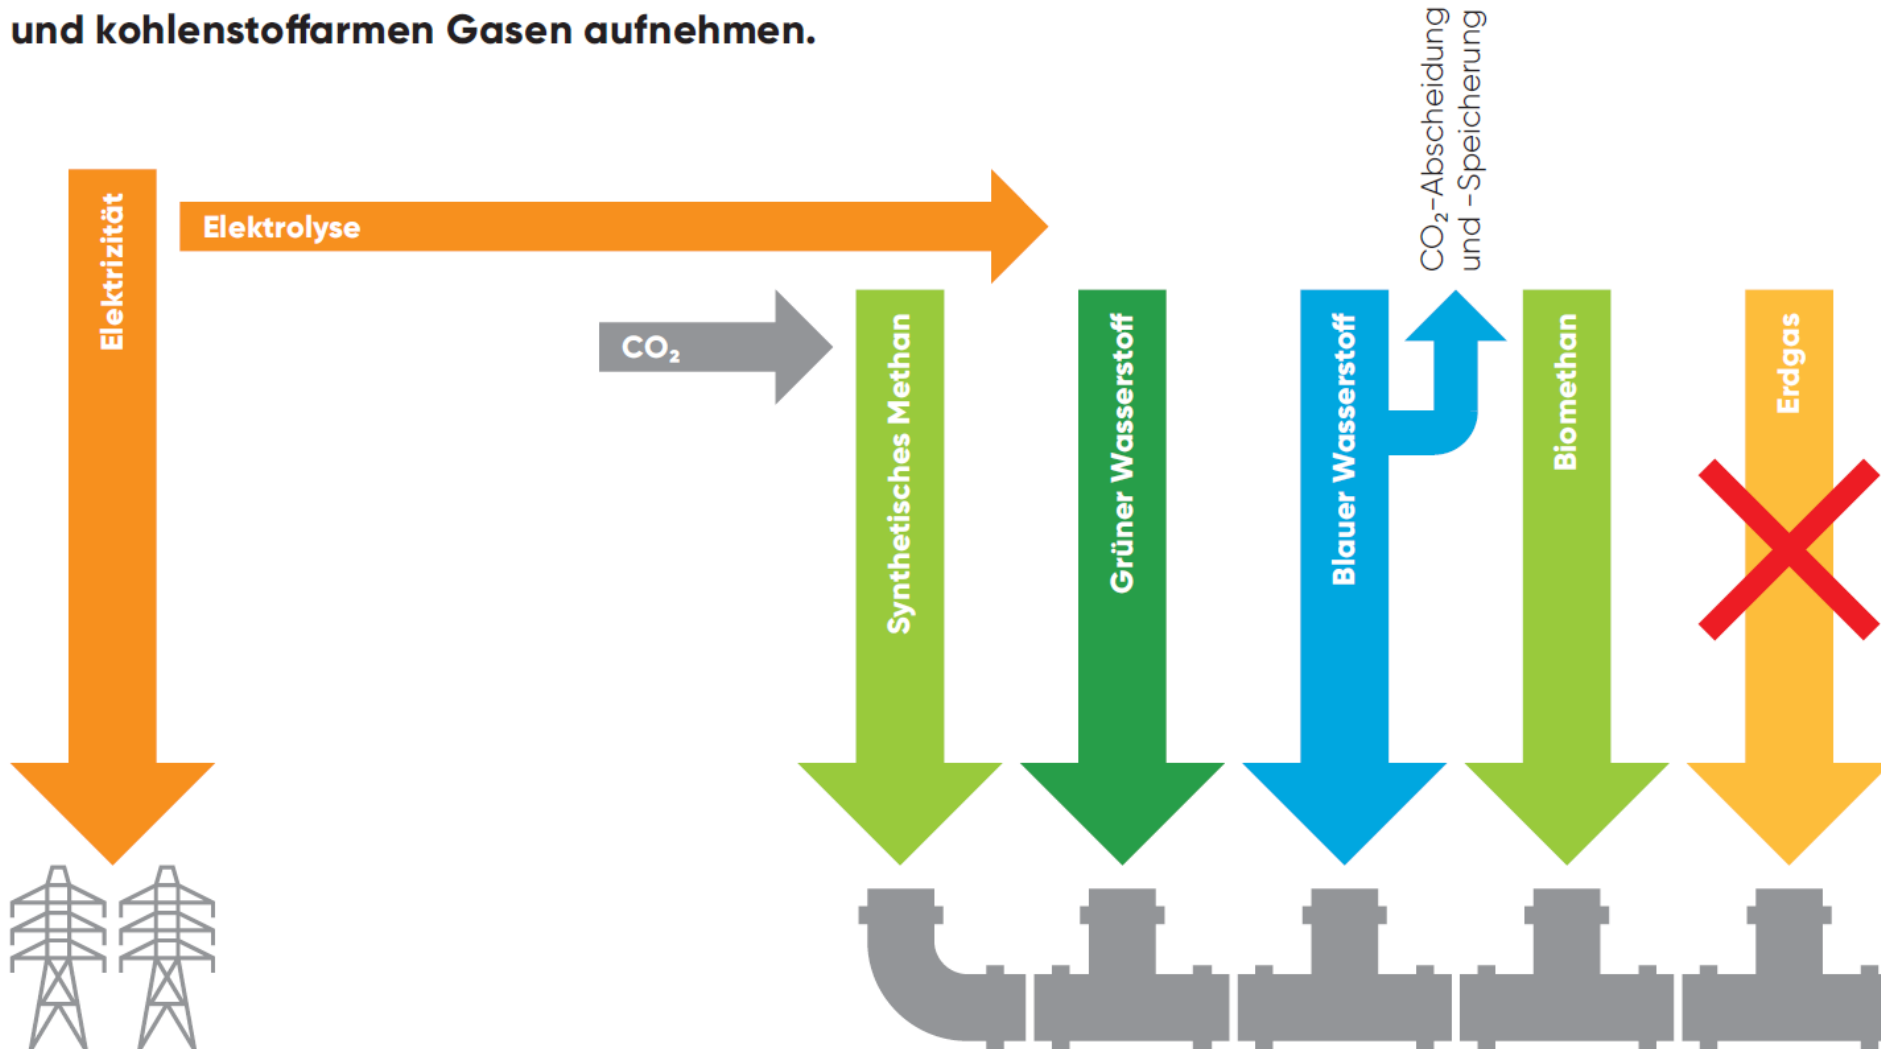 und kohlenstoffarmen Gasen aufnehmen.
CO₂-Abscheidung
und -Speicherung
Elektrizität
Elektrolyse
CO₂
Synthetisches Methan
Grüner Wasserstoff
Blauer Wasserstoff
Biomethan
Erdgas